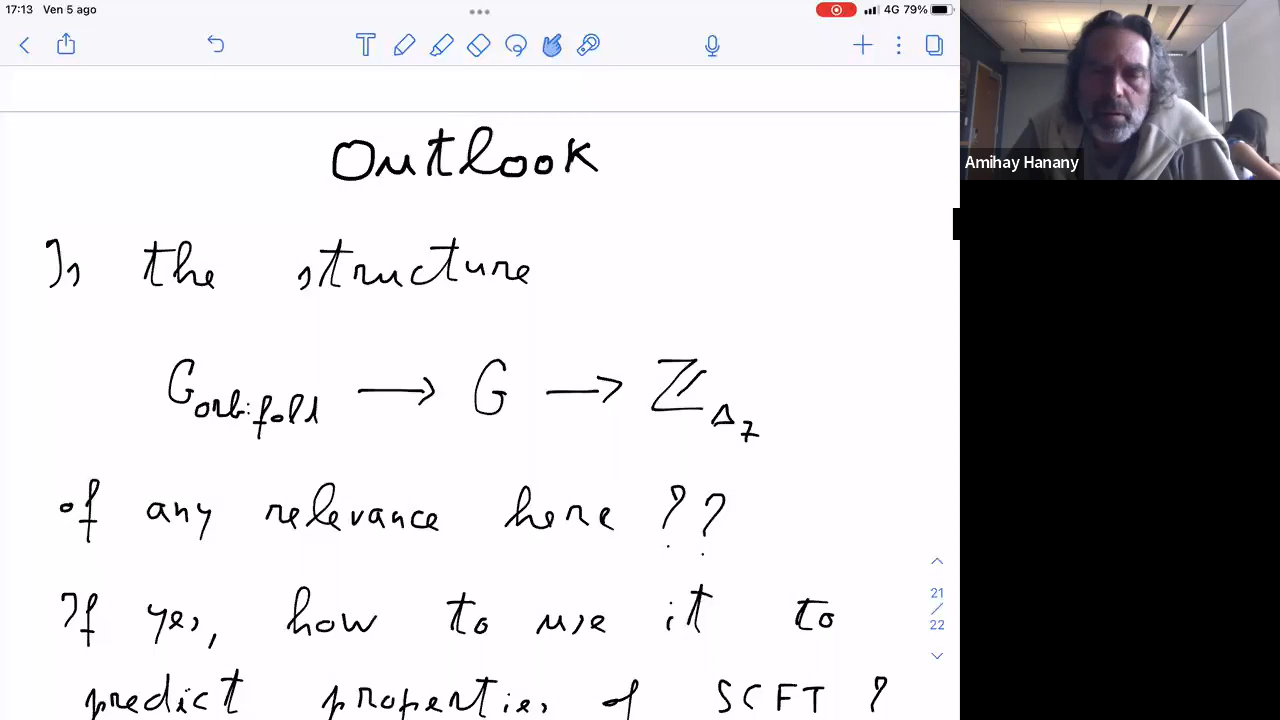 17:13 Ven 5 ago
4G 79%
Outlook
Is the structure
G_orbifold → G → ℤ_Δ_7
of any relevance here ??
If yes, how to use it to
predict properties of SCFT ?
21
/
22
Amihay Hanany